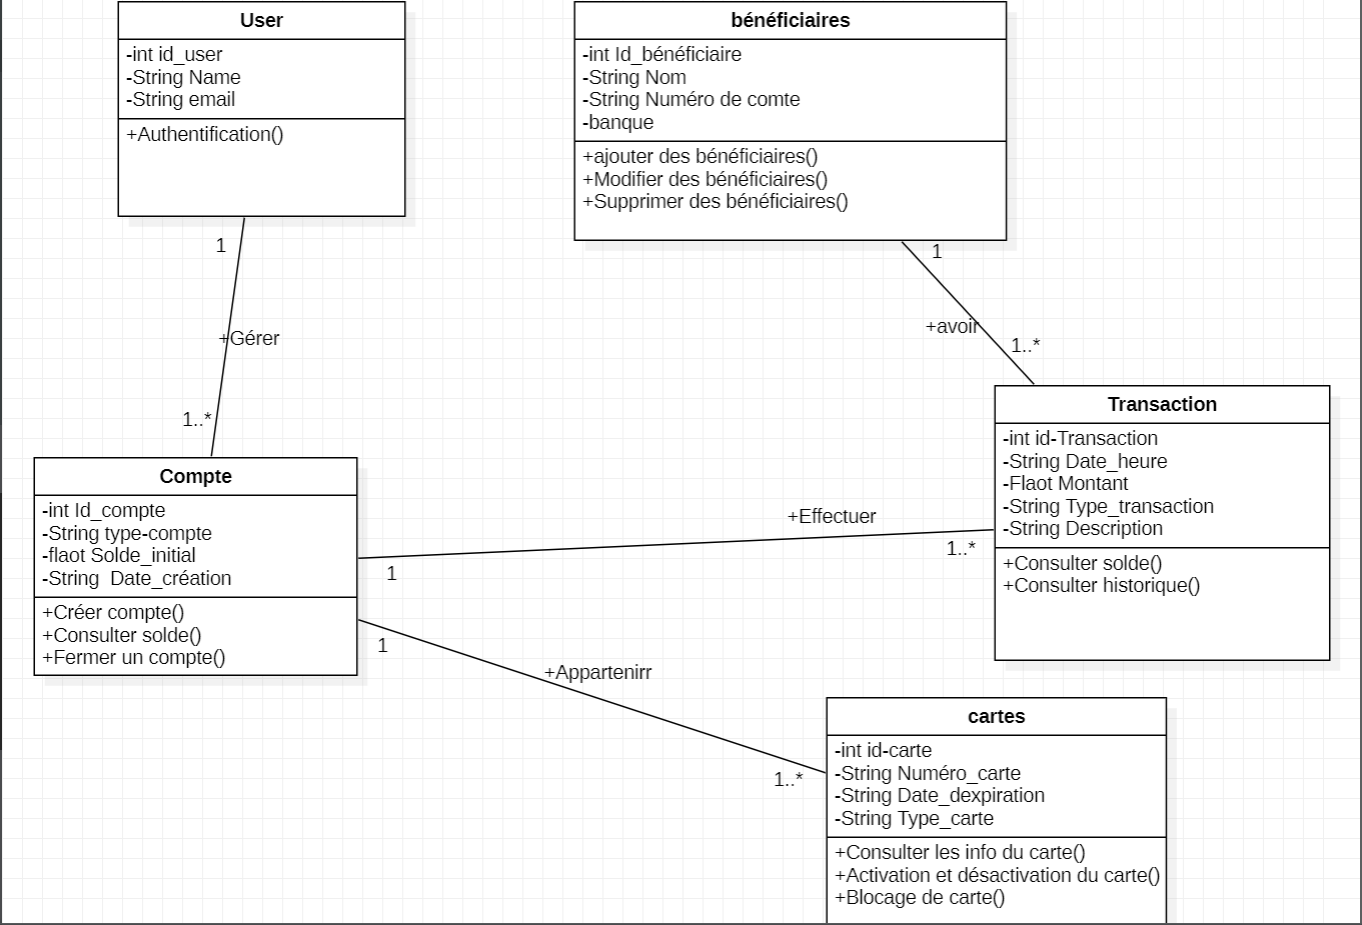 User
-int id_user
-String Name
-String email
+Authentification()
bénéficiaires
-int Id_bénéficiaire
-String Nom
-String Numéro de comte
-banque
+ajouter des bénéficiaires()
+Modifier des bénéficiaires()
+Supprimer des bénéficiaires()
1
+Gérer
1..*
1
+avoir
1..*
Compte
-int Id_compte
-String type-compte
-flaot Solde_initial
-String  Date_création
+Créer compte()
+Consulter solde()
+Fermer un compte()
Transaction
-int id-Transaction
-String Date_heure
-Flaot Montant
-String Type_transaction
-String Description
+Consulter solde()
+Consulter historique()
+Effectuer
1
1..*
1
+Appartenirr
1..*
cartes
-int id-carte
-String Numéro_carte
-String Date_dexpiration
-String Type_carte
+Consulter les info du carte()
+Activation et désactivation du carte()
+Blocage de carte()